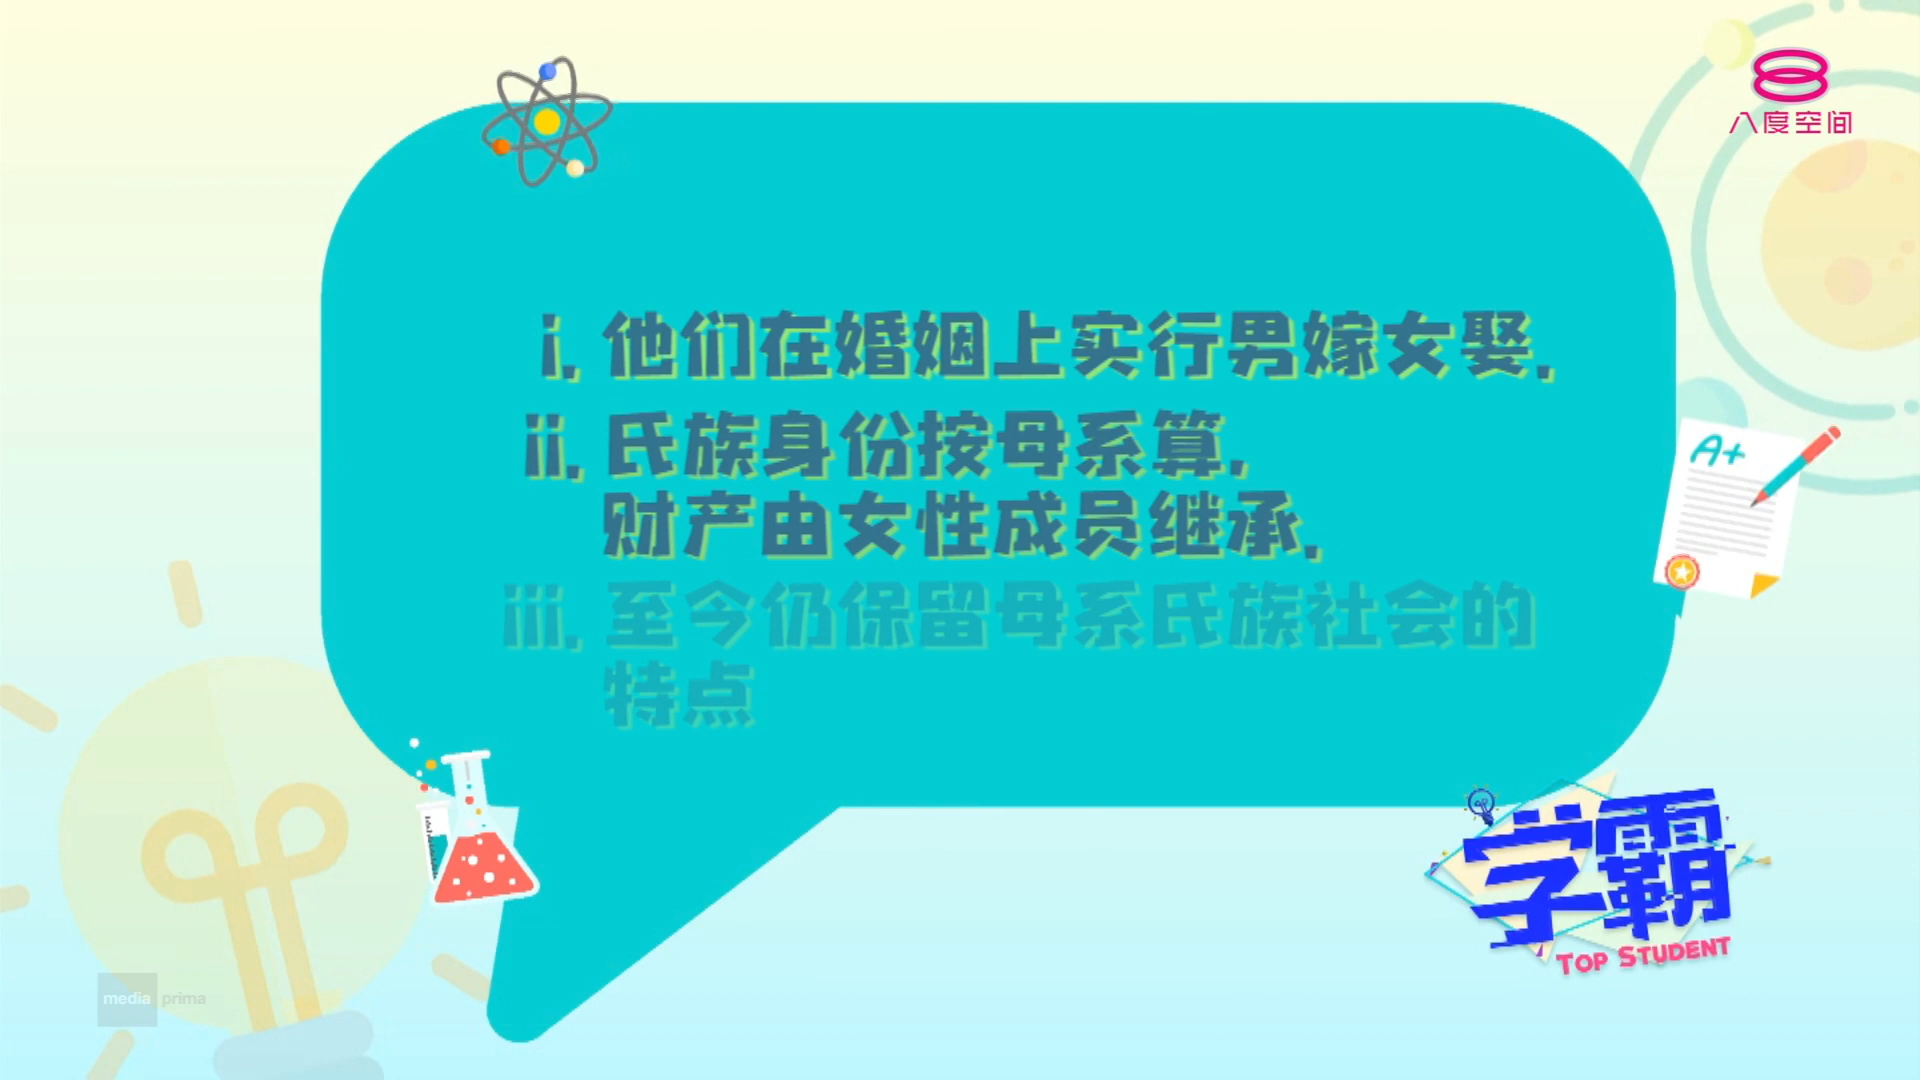 八度空间
i. 他们在婚姻上实行男嫁女娶.
ii. 氏族身份按母系算.
财产由女性成员继承.
iii. 至今仍保留母系氏族社会的
特点
A+
学霸
TOP STUDENT
media prima